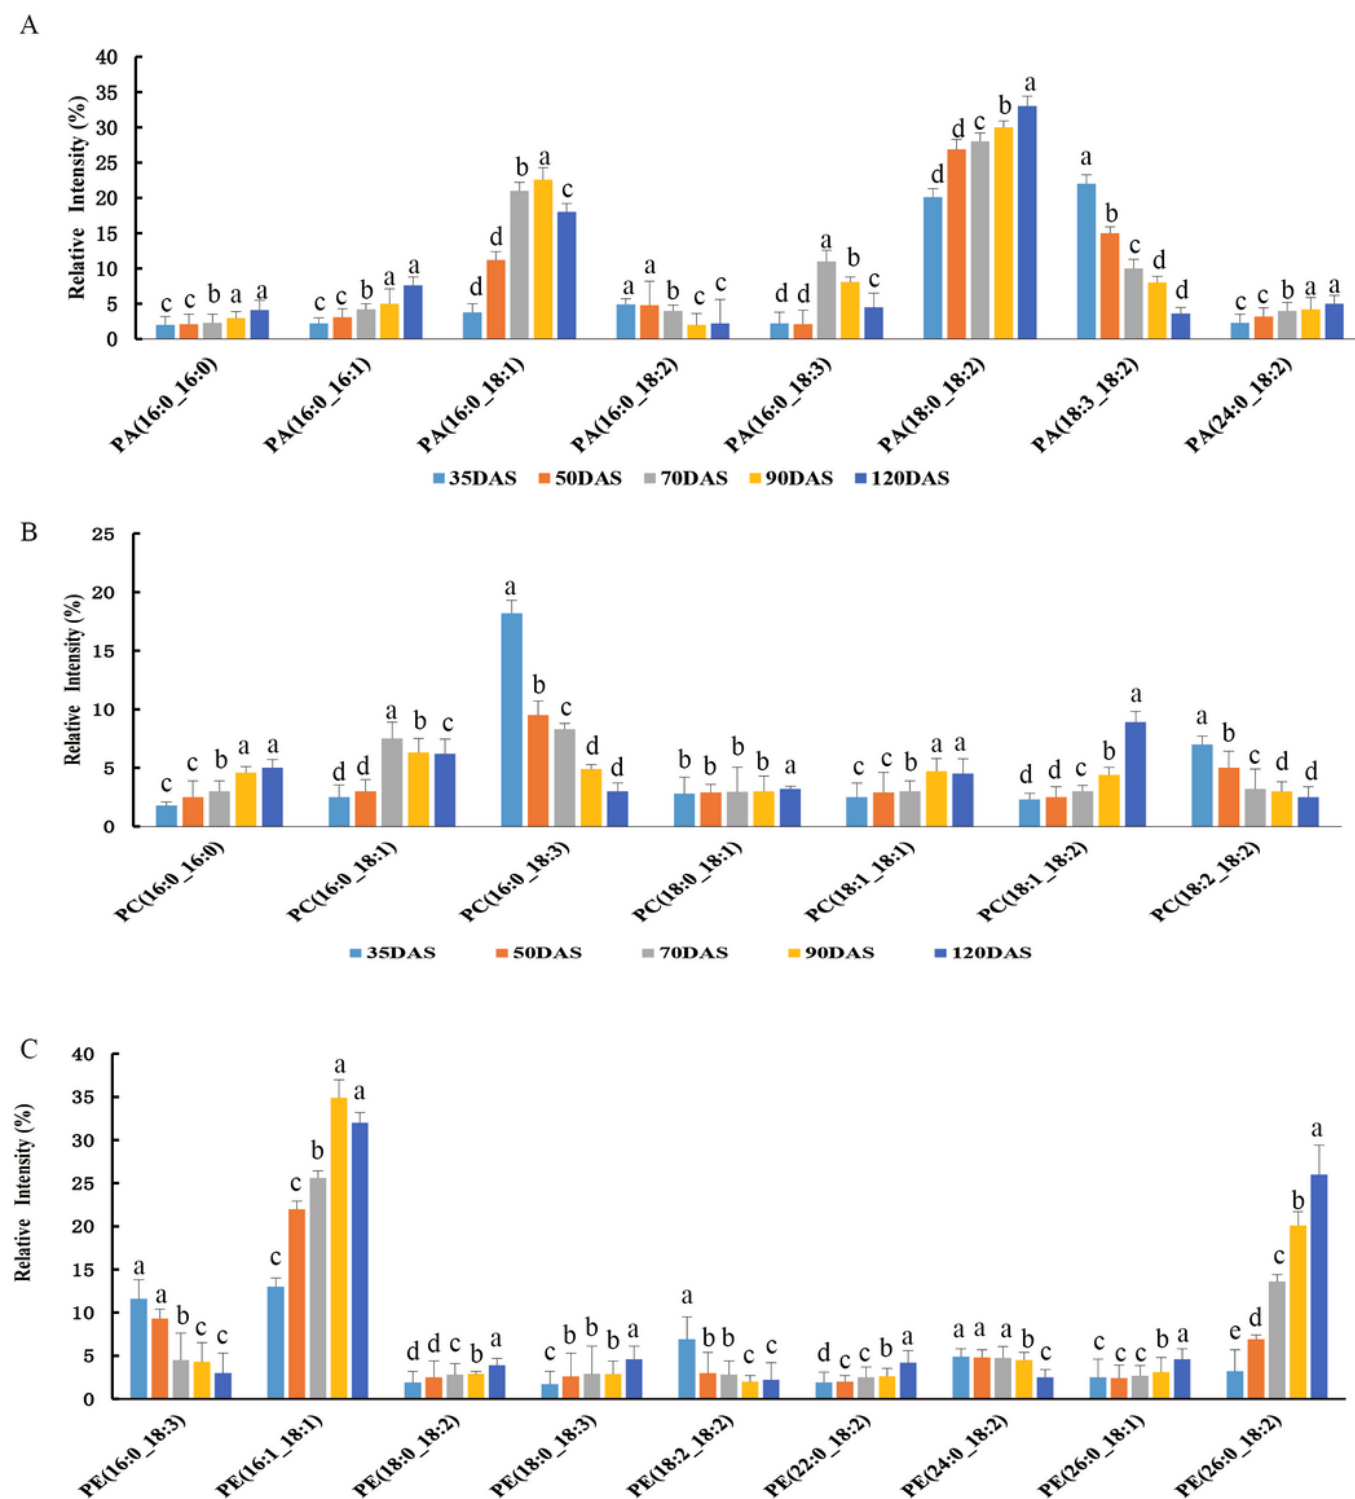 A
Relative Intensity (%)
40
35
30
25
20
15
10
5
0
c c b a a
c c b a a
d d b a c
a a b c c
d d a b c
d d c b a
a b c d d
c c b a a
PA(16:0_16:0) PA(16:0_16:1) PA(16:0_18:1) PA(16:0_18:2) PA(16:0_18:3) PA(18:0_18:2) PA(18:3_18:2) PA(24:0_18:2)
35DAS 50DAS 70DAS 90DAS 120DAS
B
Relative Intensity (%)
25
20
15
10
5
0
c c b a a
d d a b c
a b c d d
b b b b a
c c b a a
d d c b a
a b c d d
PC(16:0_16:0) PC(16:0_18:1) PC(16:0_18:3) PC(18:0_18:1) PC(18:1_18:1) PC(18:1_18:2) PC(18:2_18:2)
35DAS 50DAS 70DAS 90DAS 120DAS
C
Relative Intensity (%)
40
35
30
25
20
15
10
5
0
a a b c c
c c b a a
d d c b a
c b b b a
a b b c c
d c c b a
a a a b c
c c c b a
e d c b a
PE(16:0_18:3) PE(16:1_18:1) PE(18:0_18:2) PE(18:0_18:3) PE(18:2_18:2) PE(22:0_18:2) PE(24:0_18:2) PE(26:0_18:1) PE(26:0_18:2)